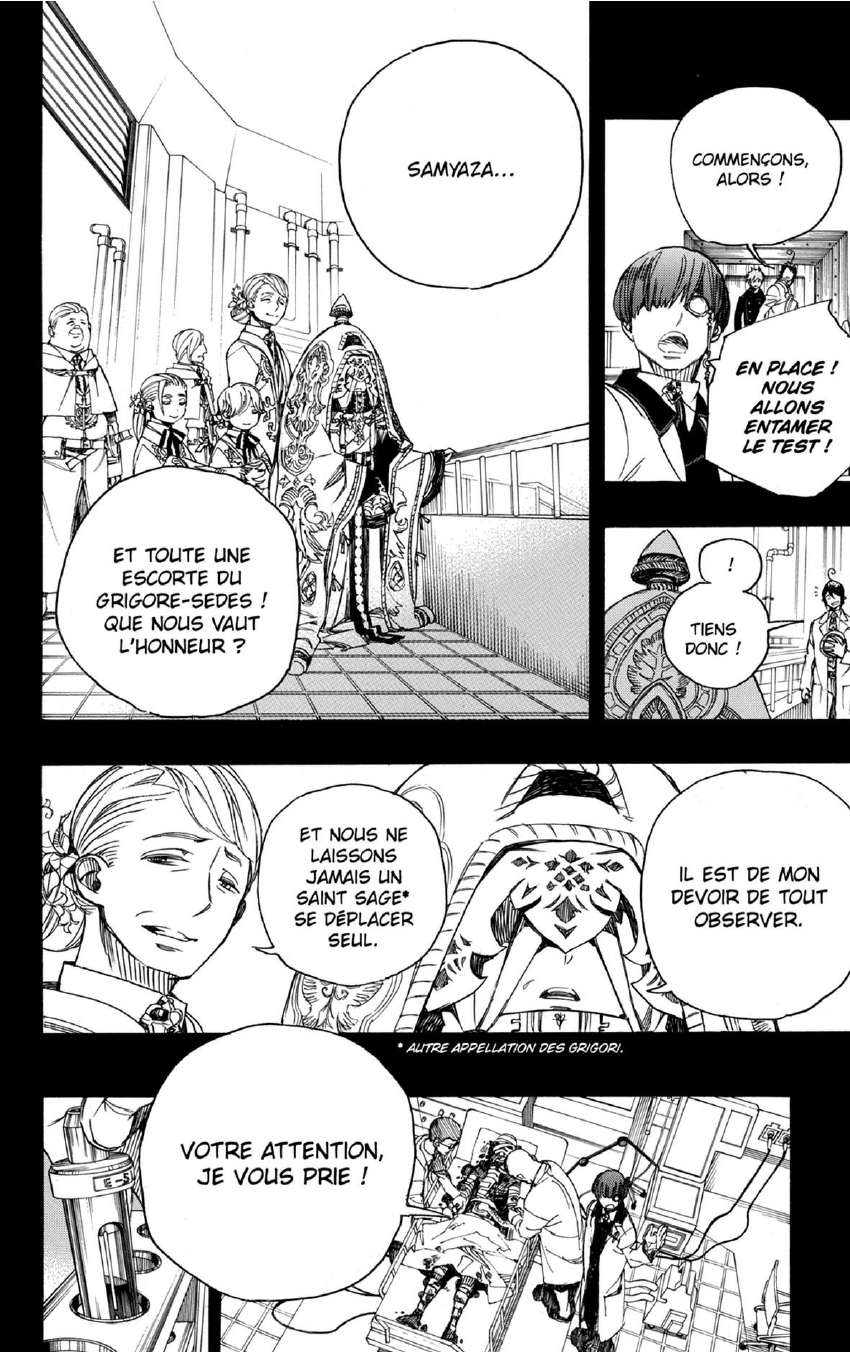 COMMENÇONS,
ALORS !
EN PLACE !
NOUS
ALLONS
ENTAMER
LE TEST !
!
TIENS
DONC !
SAMYAZA...
ET TOUTE UNE
ESCORTE DU
GRIGORE-SEDES !
QUE NOUS VAUT
L'HONNEUR ?
IL EST DE MON
DEVOIR DE TOUT
OBSERVER.
ET NOUS NE
LAISSONS
JAMAIS UN
SAINT SAGE*
SE DÉPLACER
SEUL.
* AUTRE APPELLATION DES GRIGORI.
VOTRE ATTENTION,
JE VOUS PRIE !